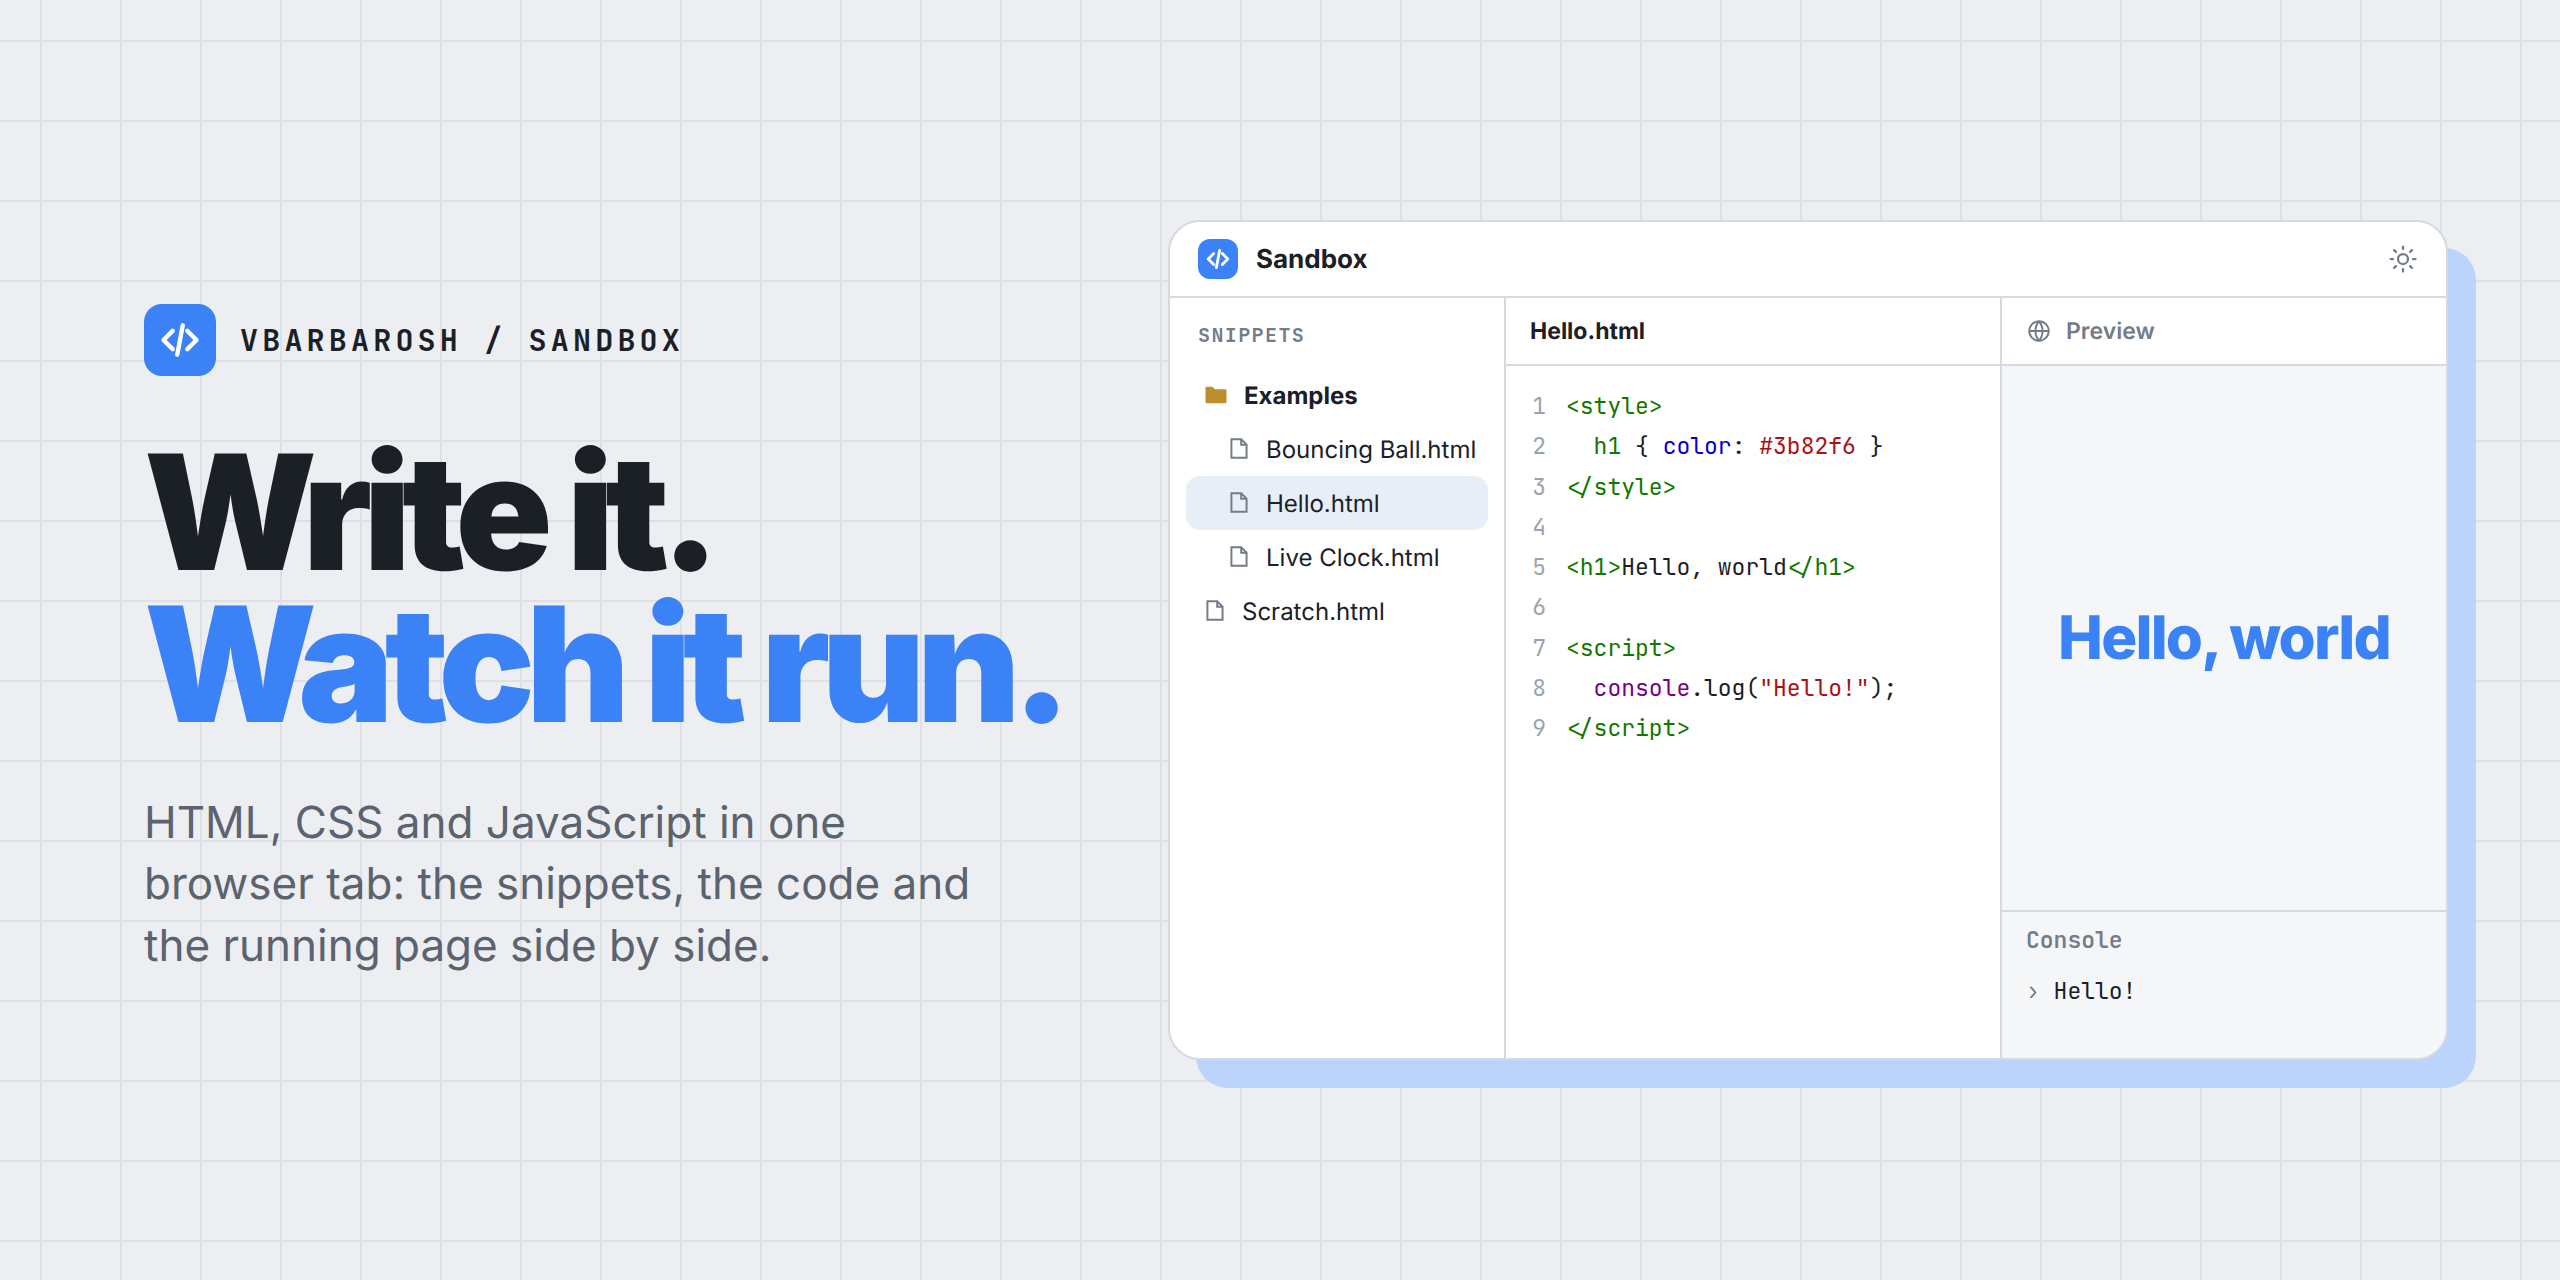 VBARBAROSH / SANDBOX
Write it.
Watch it run.
HTML, CSS and JavaScript in one
browser tab: the snippets, the code and
the running page side by side.
Sandbox
SNIPPETS
Examples
Bouncing Ball.html
Hello.html
Live Clock.html
Scratch.html
Hello.html
1 <style>
2   h1 { color: #3b82f6 }
3 </style>
4
5 <h1>Hello, world</h1>
6
7 <script>
8   console.log("Hello!");
9 </script>
Preview
Hello, world
Console
› Hello!